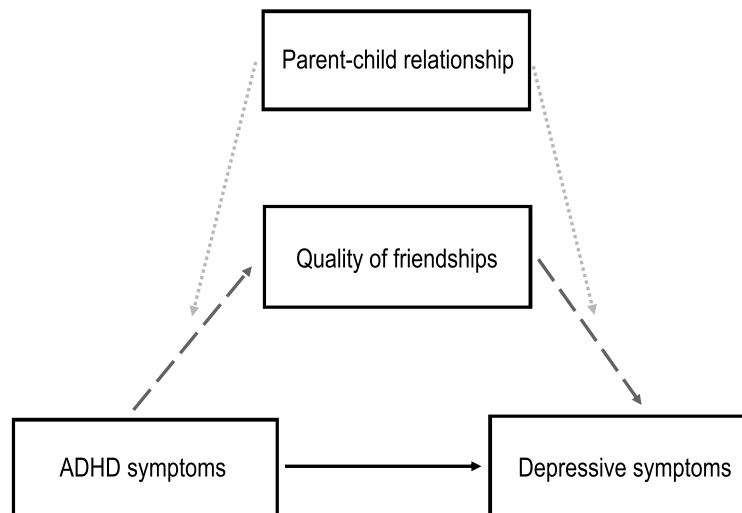 Parent-child relationship
Quality of friendships
ADHD symptoms
Depressive symptoms